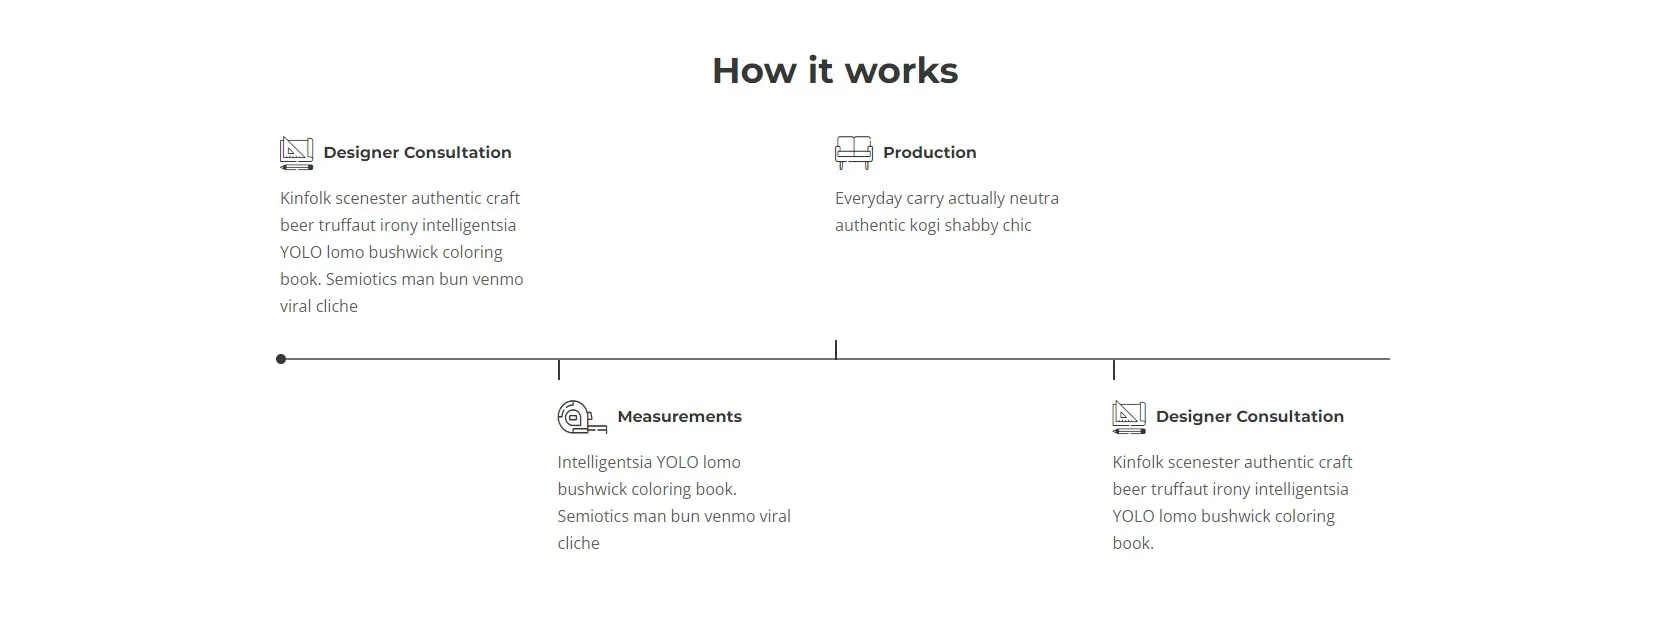 How it works
Designer Consultation
Kinfolk scenester authentic craft
beer truffaut irony intelligentsia
YOLO lomo bushwick coloring
book. Semiotics man bun venmo
viral cliche
Production
Everyday carry actually neutra
authentic kogi shabby chic
Measurements
Intelligentsia YOLO lomo
bushwick coloring book.
Semiotics man bun venmo viral
cliche
Designer Consultation
Kinfolk scenester authentic craft
beer truffaut irony intelligentsia
YOLO lomo bushwick coloring
book.